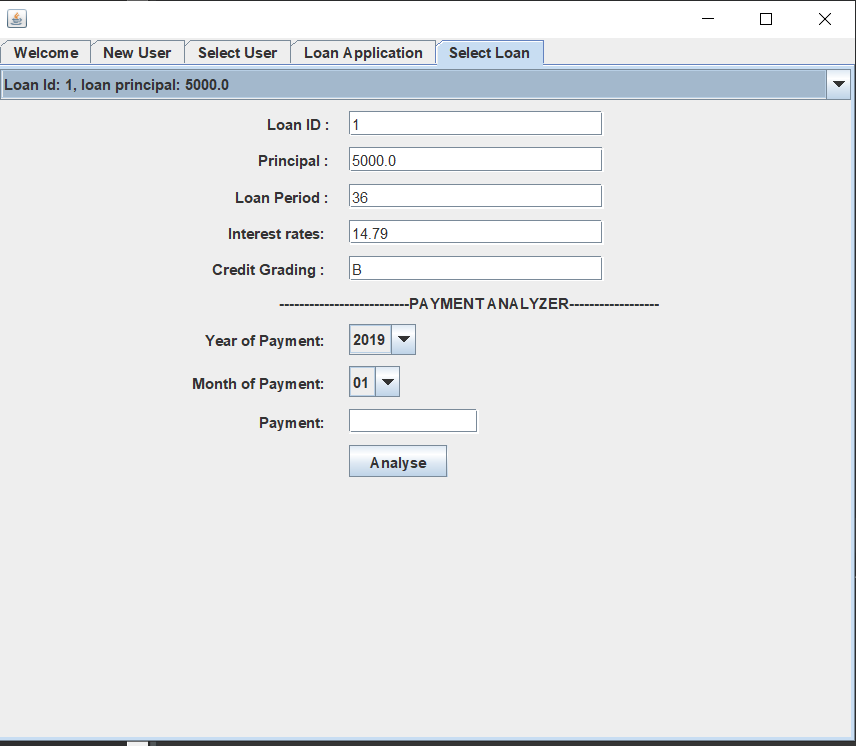 Welcome New User Select User Loan Application Select Loan
Loan Id: 1, loan principal: 5000.0
Loan ID : 1
Principal : 5000.0
Loan Period : 36
Interest rates: 14.79
Credit Grading : B
--------------------------PAYMENT ANALYZER------------------
Year of Payment: 2019
Month of Payment: 01
Payment:
Analyse